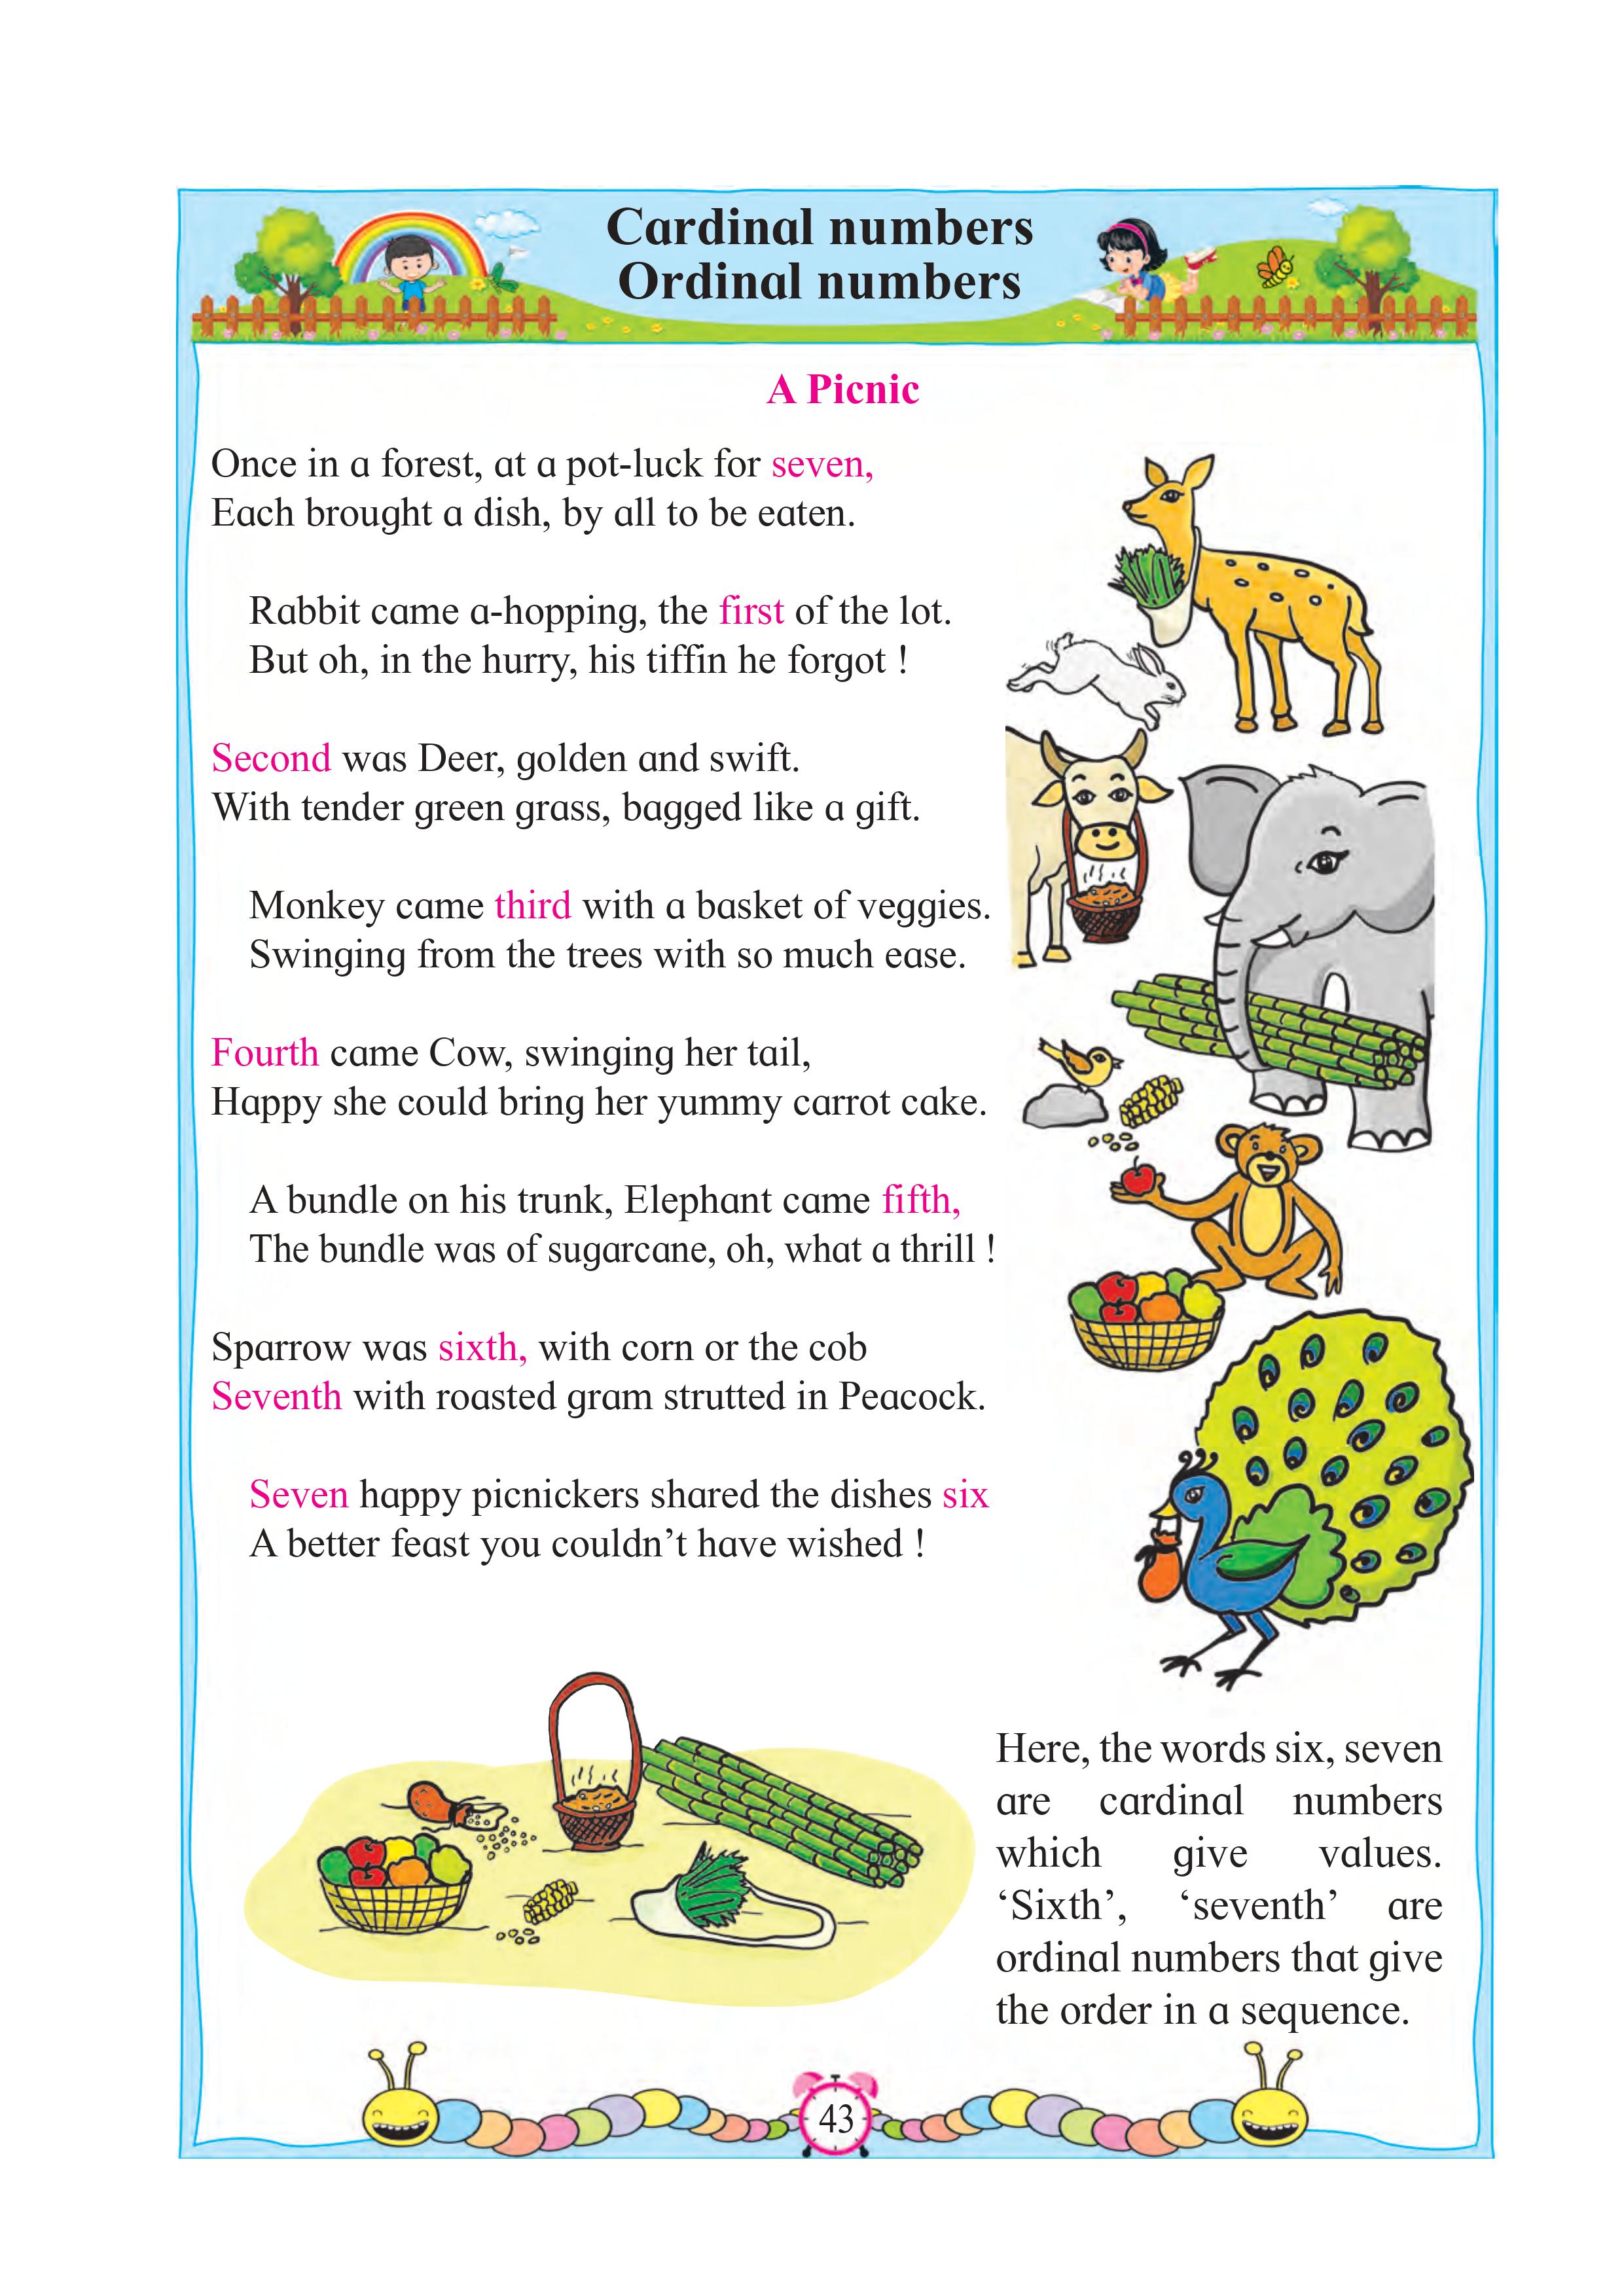 Cardinal numbers
Ordinal numbers
A Picnic
Once in a forest, at a pot-luck for seven,
Each brought a dish, by all to be eaten.
Rabbit came a-hopping, the first of the lot.
But oh, in the hurry, his tiffin he forgot !
Second was Deer, golden and swift.
With tender green grass, bagged like a gift.
Monkey came third with a basket of veggies.
Swinging from the trees with so much ease.
Fourth came Cow, swinging her tail,
Happy she could bring her yummy carrot cake.
A bundle on his trunk, Elephant came fifth,
The bundle was of sugarcane, oh, what a thrill !
Sparrow was sixth, with corn or the cob
Seventh with roasted gram strutted in Peacock.
Seven happy picnickers shared the dishes six
A better feast you couldn’t have wished !
Here, the words six, seven
are cardinal numbers
which give values.
‘Sixth’, ‘seventh’ are
ordinal numbers that give
the order in a sequence.
43